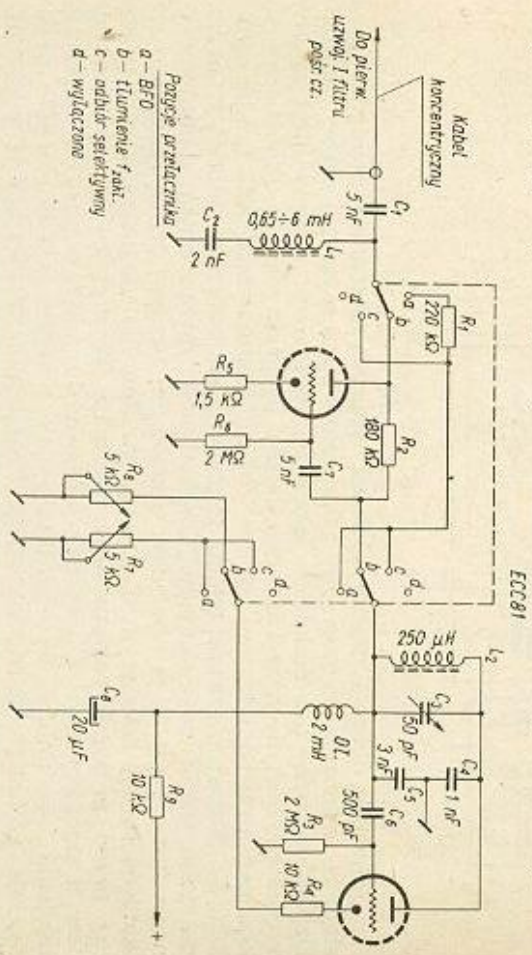 ECC81
Kabel
koncentryczny
Do pierw.
uzwoj. I filtru
pośr. cz.
C₁
5 nF
L₁
0,65÷6 mH
C₂
2 nF
Pozycje przełącznika
a – BFO
b – tłumienie f zakł.
c – odbiór selektywny
d – wyłączone
a
b
c
d
R₁
220 kΩ
R₂
180 kΩ
C₇
5 nF
R₅
1,5 kΩ
R₆
2 MΩ
R₈
5 kΩ
R₇
5 kΩ
d
c
b
a
d
c
b
a
L₂
250 µH
C₃
50 pF
C₄
1 nF
C₅
3 nF
C₆
500 pF
Dł.
2 mH
R₃
2 MΩ
R₄
10 kΩ
C₈
20 µF
R₉
10 kΩ
+